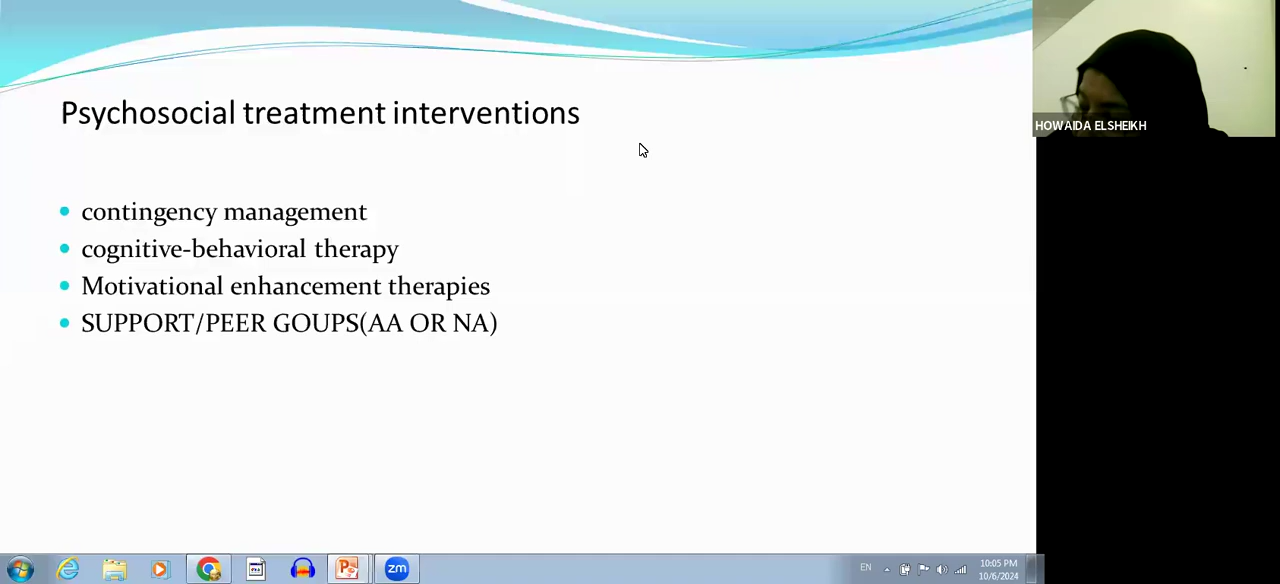 Psychosocial treatment interventions
contingency management
cognitive-behavioral therapy
Motivational enhancement therapies
SUPPORT/PEER GOUPS(AA OR NA)
HOWAIDA ELSHEIKH
zm
EN
10:05 PM
10/6/2024